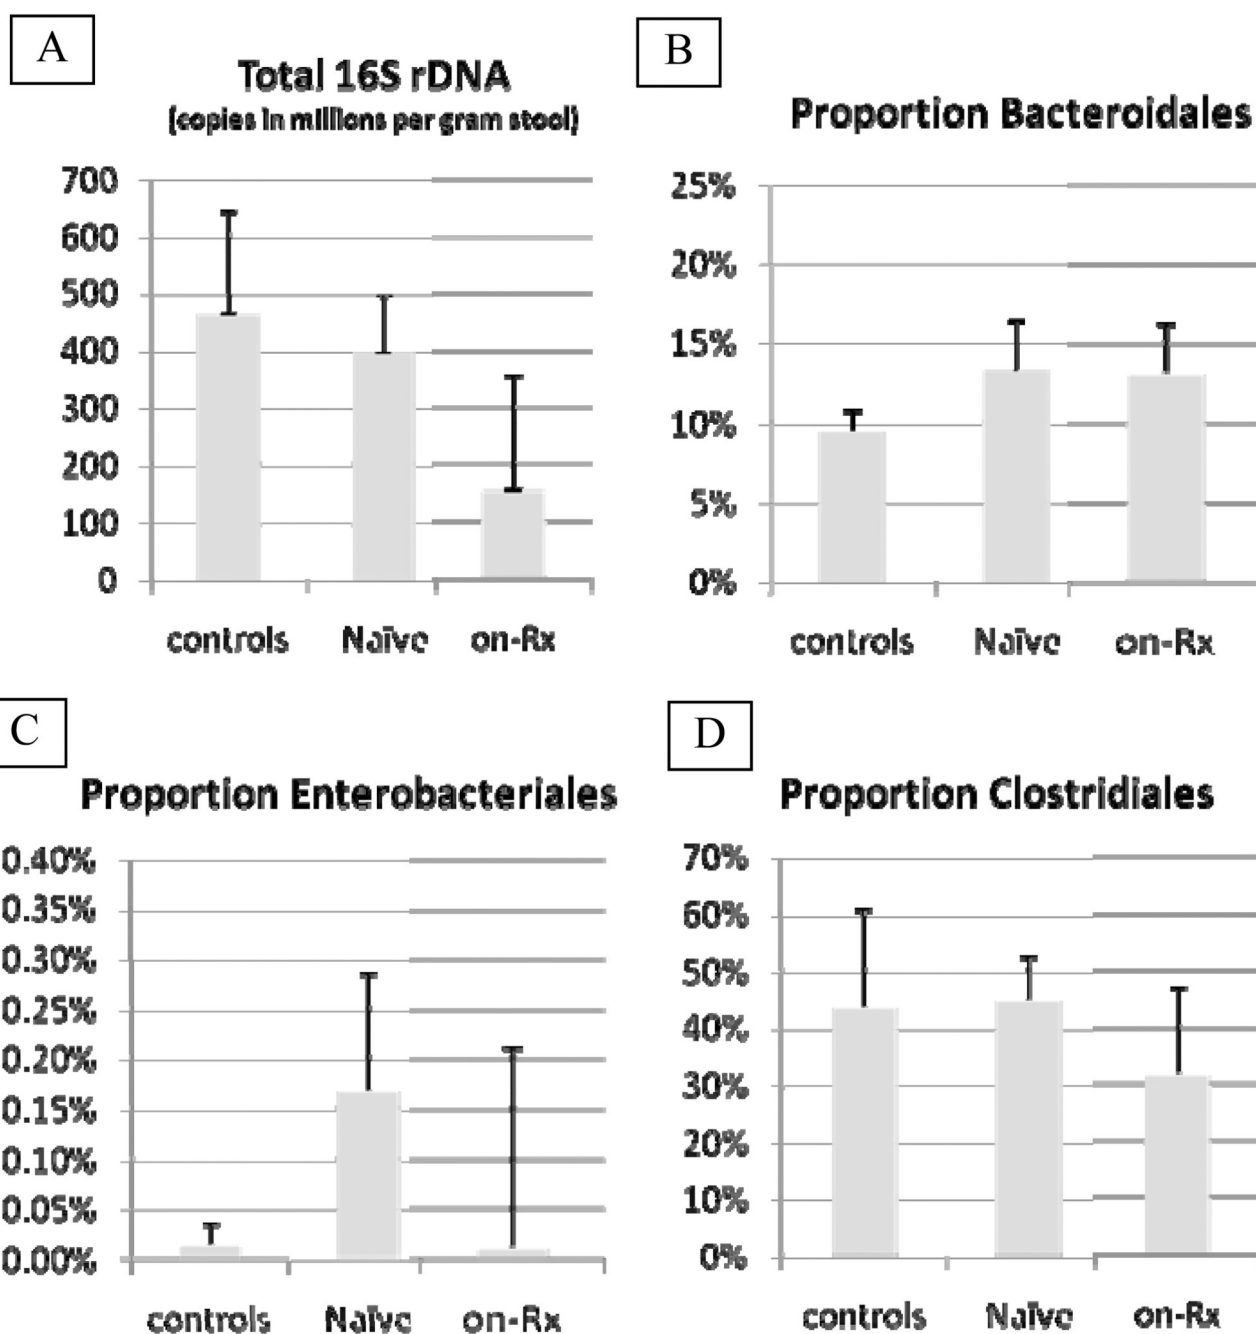 A
Total 16S rDNA
(copies in millions per gram stool)
700
600
500
400
300
200
100
0
controls Naïve on-Rx
B
Proportion Bacteroidales
25%
20%
15%
10%
5%
0%
controls Naïve on-Rx
C
Proportion Enterobacteriales
0.40%
0.35%
0.30%
0.25%
0.20%
0.15%
0.10%
0.05%
0.00%
controls Naïve on-Rx
D
Proportion Clostridiales
70%
60%
50%
40%
30%
20%
10%
0%
controls Naïve on-Rx